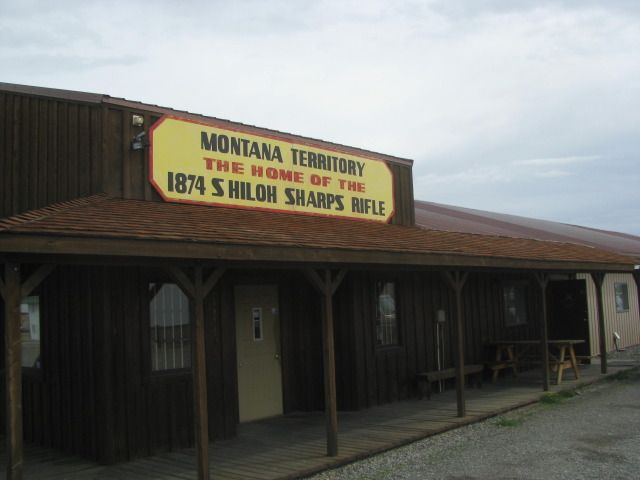 MONTANA TERRITORY
THE HOME OF THE
1874 SHILOH SHARPS RIFLE